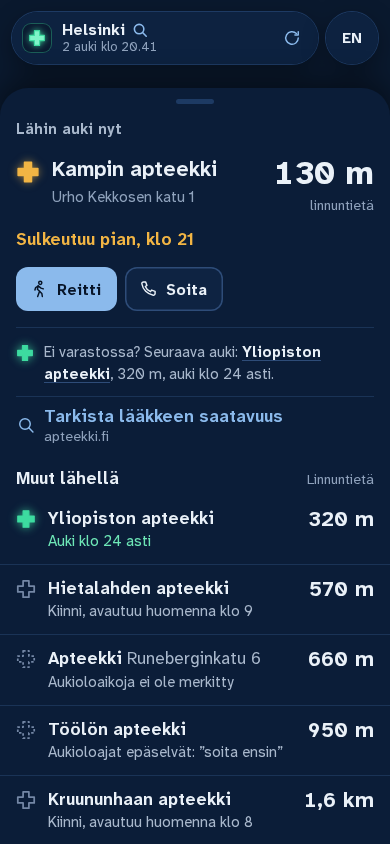 Helsinki
2 auki klo 20.41
EN
Lähin auki nyt
Kampin apteekki
130 m
Urho Kekkosen katu 1
linnuntietä
Sulkeutuu pian, klo 21
Reitti
Soita
Ei varastossa? Seuraava auki: Yliopiston
apteekki, 320 m, auki klo 24 asti.
Tarkista lääkkeen saatavuus
apteekki.fi
Muut lähellä
Linnuntietä
Yliopiston apteekki
320 m
Auki klo 24 asti
Hietalahden apteekki
570 m
Kiinni, avautuu huomenna klo 9
Apteekki Runeberginkatu 6
660 m
Aukioloaikoja ei ole merkitty
Töölön apteekki
950 m
Aukioloajat epäselvät: ”soita ensin”
Kruununhaan apteekki
1,6 km
Kiinni, avautuu huomenna klo 8